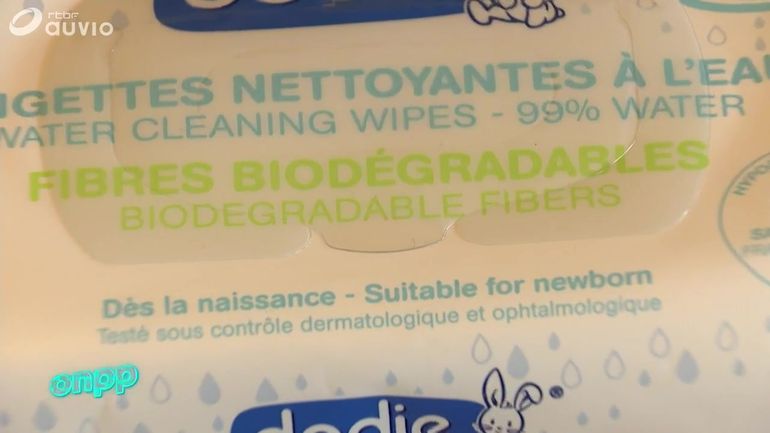 rtbf
auvio
NETTOYANTES À L'EAU
WATER CLEANING WIPES - 99% WATER
FIBRES BIODÉGRADABLES
BIODEGRADABLE FIBERS
Dès la naissance - Suitable for newborn
Testé sous contrôle dermatologique et ophtalmologique
onpp
dodie ®